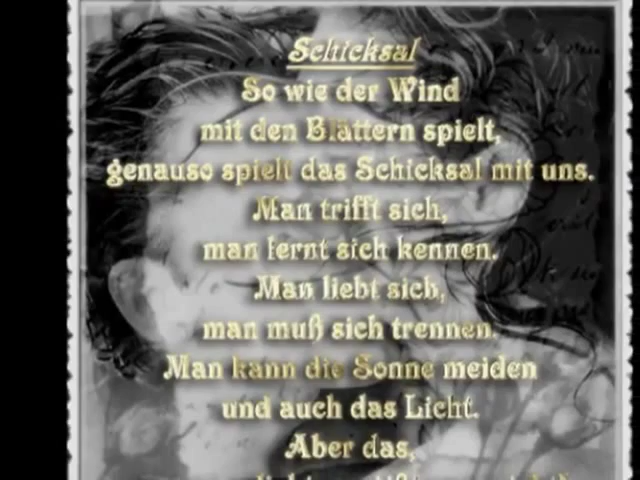 Schicksal
So wie der Wind
mit den Blättern spielt,
genauso spielt das Schicksal mit uns.
Man trifft sich,
man lernt sich kennen.
Man liebt sich,
man muß sich trennen.
Man kann die Sonne meiden
und auch das Licht.
Aber das,